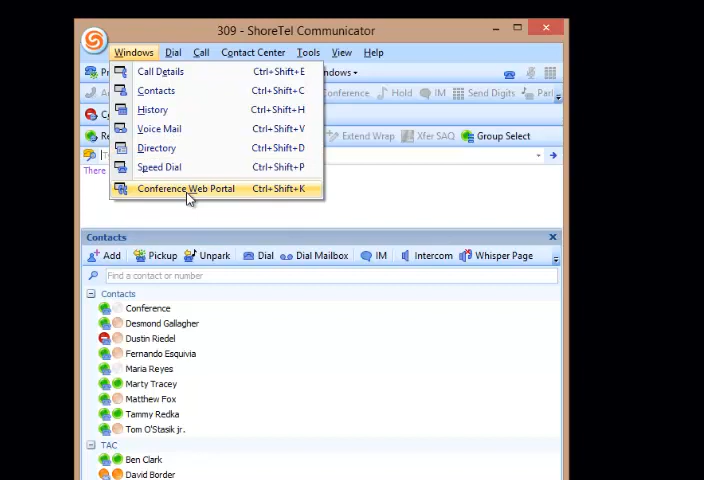 309 - ShoreTel Communicator
Windows Dial Call Contact Center Tools View Help
Call Details Ctrl+Shift+E
Contacts Ctrl+Shift+C
History Ctrl+Shift+H
Voice Mail Ctrl+Shift+V
Directory Ctrl+Shift+D
Speed Dial Ctrl+Shift+P
Conference Web Portal Ctrl+Shift+K
Hold IM Send Digits
Extend Wrap Xfer SAQ Group Select
There
Contacts
Add Pickup Unpark Dial Dial Mailbox IM Intercom Whisper Page
Find a contact or number
Contacts
Conference
Desmond Gallagher
Dustin Riedel
Fernando Esquivia
Maria Reyes
Marty Tracey
Matthew Fox
Tammy Redka
Tom O'Stasik jr.
TAC
Ben Clark
David Border